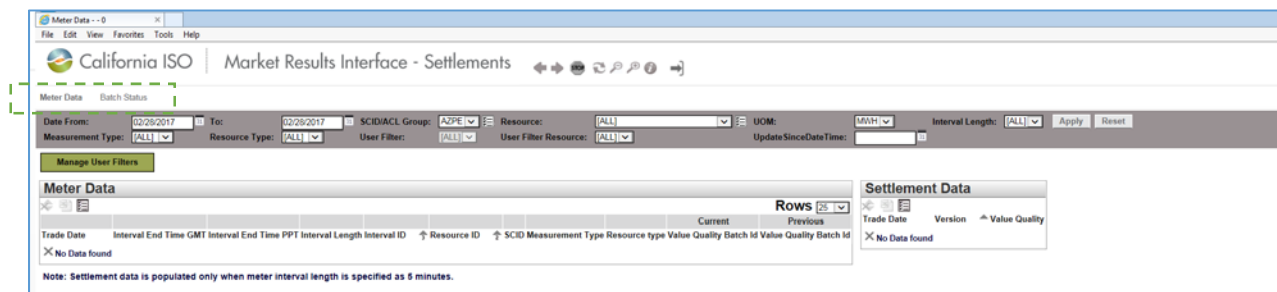 Meter Data - - 0
File Edit View Favorites Tools Help
California ISO Market Results Interface - Settlements
Meter Data Batch Status
Date From: 02/28/2017 To: 02/28/2017 SCID/ACL Group: AZPE Resource: [ALL] UOM: MWH Interval Length: [ALL] Apply Reset
Measurement Type: [ALL] Resource Type: [ALL] User Filter: [ALL] User Filter Resource: [ALL] UpdateSinceDateTime:
Manage User Filters
Meter Data Settlement Data
Rows 25
Current Previous
Trade Date Interval End Time GMT Interval End Time PPT Interval Length Interval ID Resource ID SCID Measurement Type Resource type Value Quality Batch Id Value Quality Batch Id
Trade Date Version Value Quality
No Data found
No Data found
Note: Settlement data is populated only when meter interval length is specified as 5 minutes.